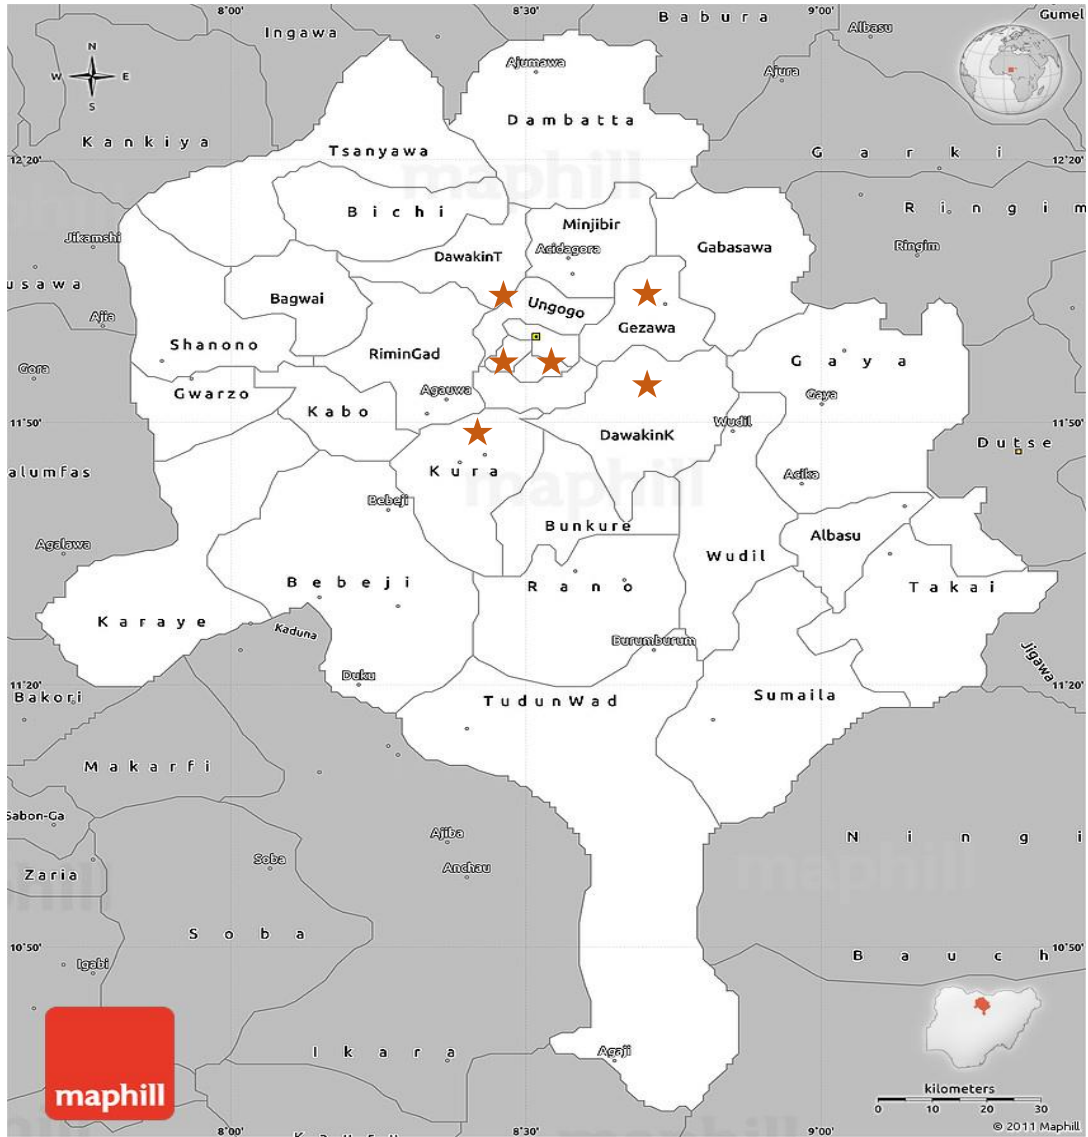 8°00'
8°30'
9°00'
Gumel
Babura
Ingawa
Albasu
N
W E
S
Ajumawa
Ajura
Dambatta
Kankiya
Tsanyawa
Garki
12°20'
12°20'
maphill
Bichi
Minjibir
Ringim
Jikamshi
Acidagora
Gabasawa
Ringim
DawakinT
usawa
Bagwai
Ungogo
Ajia
Gezawa
Shanono
RiminGad
Gaya
Gora
Gwarzo
Agauwa
Gaya
Kabo
11°50'
Wudil
11°50'
DawakinK
Dutse
alumfas
Kura
Acika
maphill
Bebeji
Bunkure
Albasu
Agalawa
Wudil
Bebeji
Rano
Takai
Karaye
Kaduna
Burumburum
Jigawa
Duku
11°20'
11°20'
Bakori
TudunWad
Sumaila
Makarfi
Sabon-Ga
Ajiba
Ningi
Soba
Anchau
Zaria
maphill
Soba
10°50'
10°50'
Bauch
Igabi
Ikara
Agaji
maphill
kilometers
0 10 20 30
8°00'
8°30'
9°00'
© 2011 Maphill